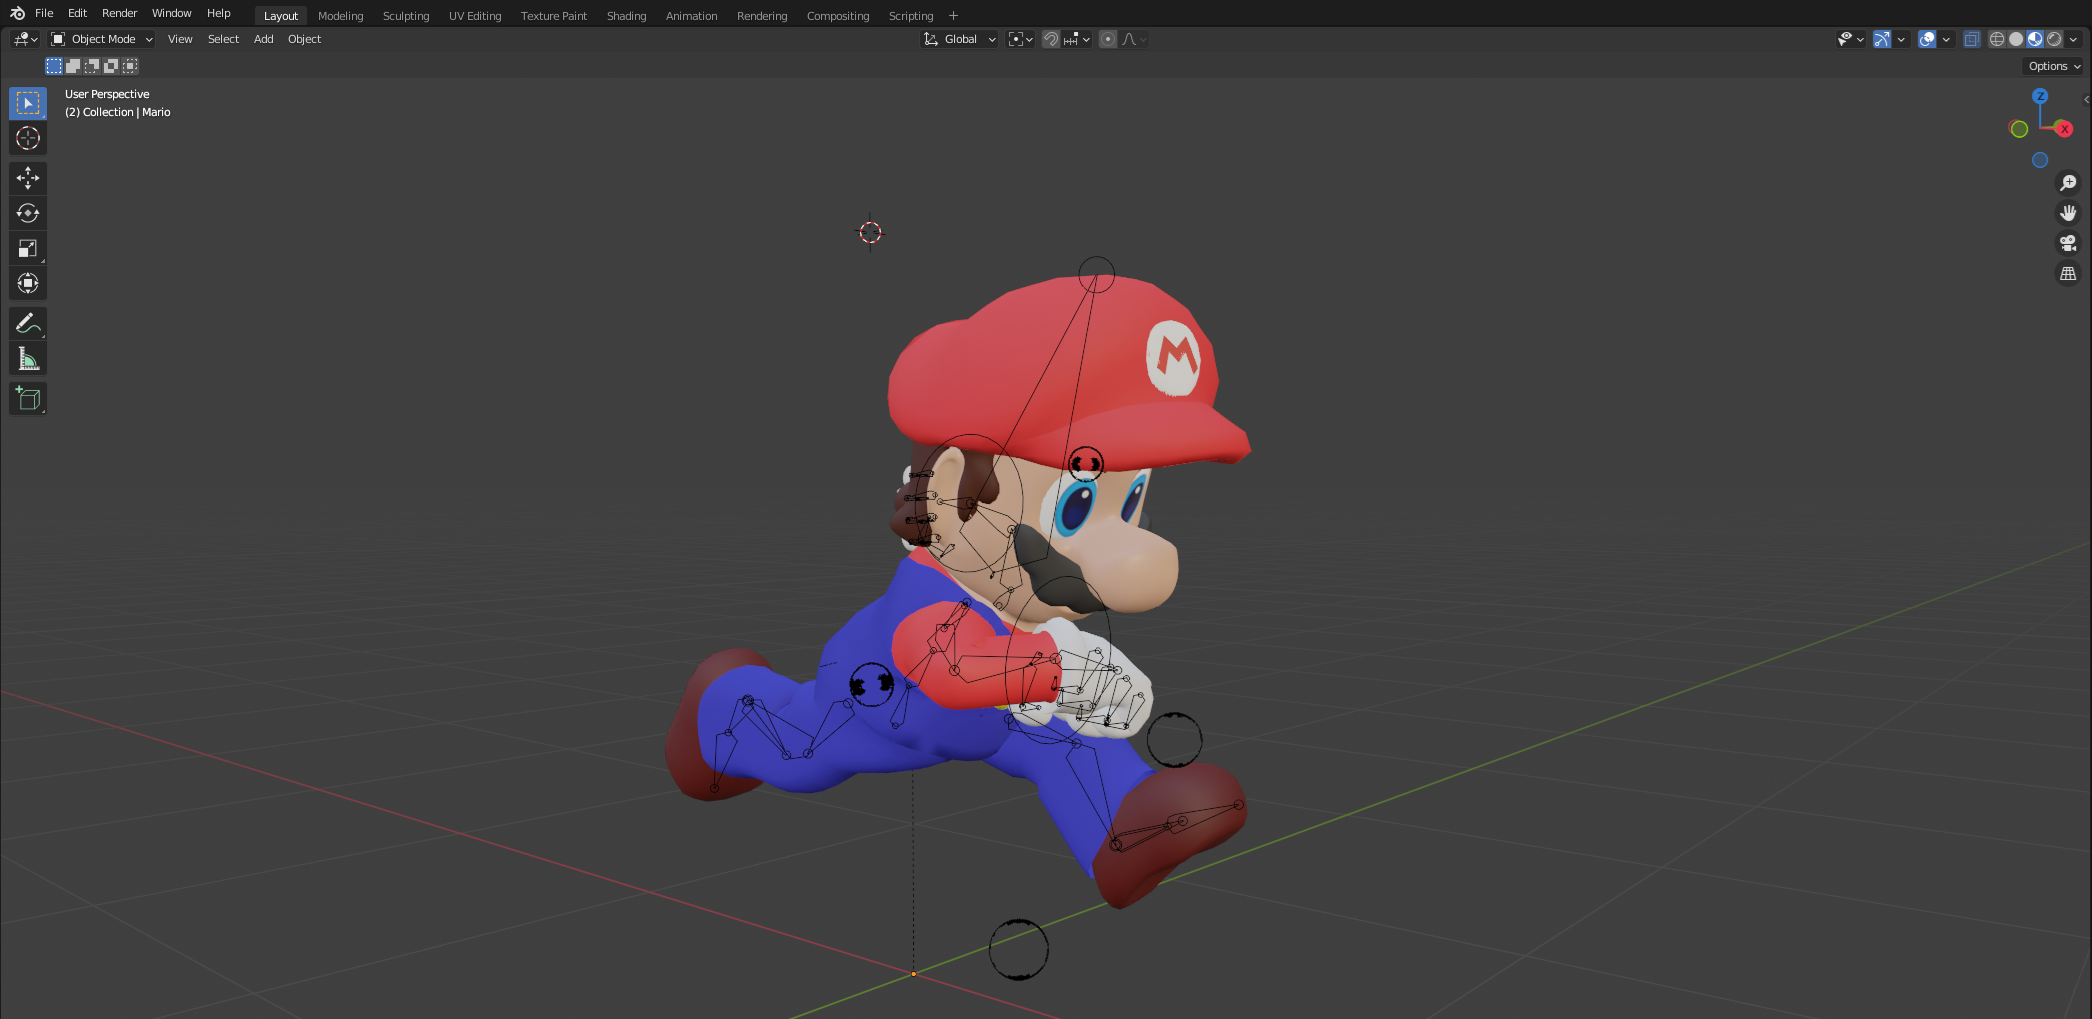 File Edit Render Window Help Layout Modeling Sculpting UV Editing Texture Paint Shading Animation Rendering Compositing Scripting +
Object Mode View Select Add Object Global
Options
User Perspective
(2) Collection | Mario
Z
X
M